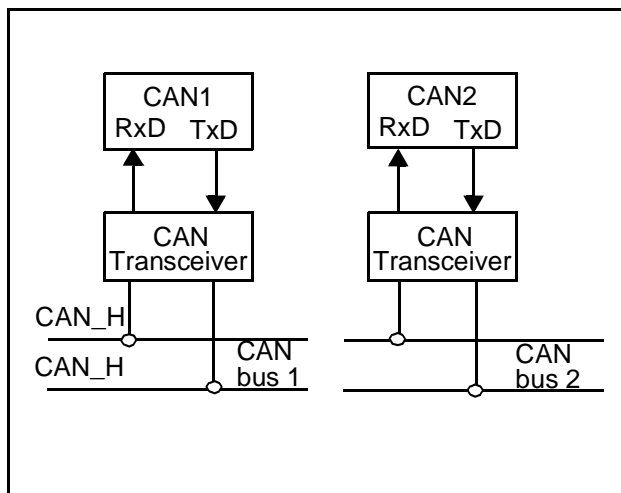 CAN1
RxD TxD
CAN2
RxD TxD
CAN
Transceiver
CAN
Transceiver
CAN_H
CAN_H
CAN
bus 1
CAN
bus 2